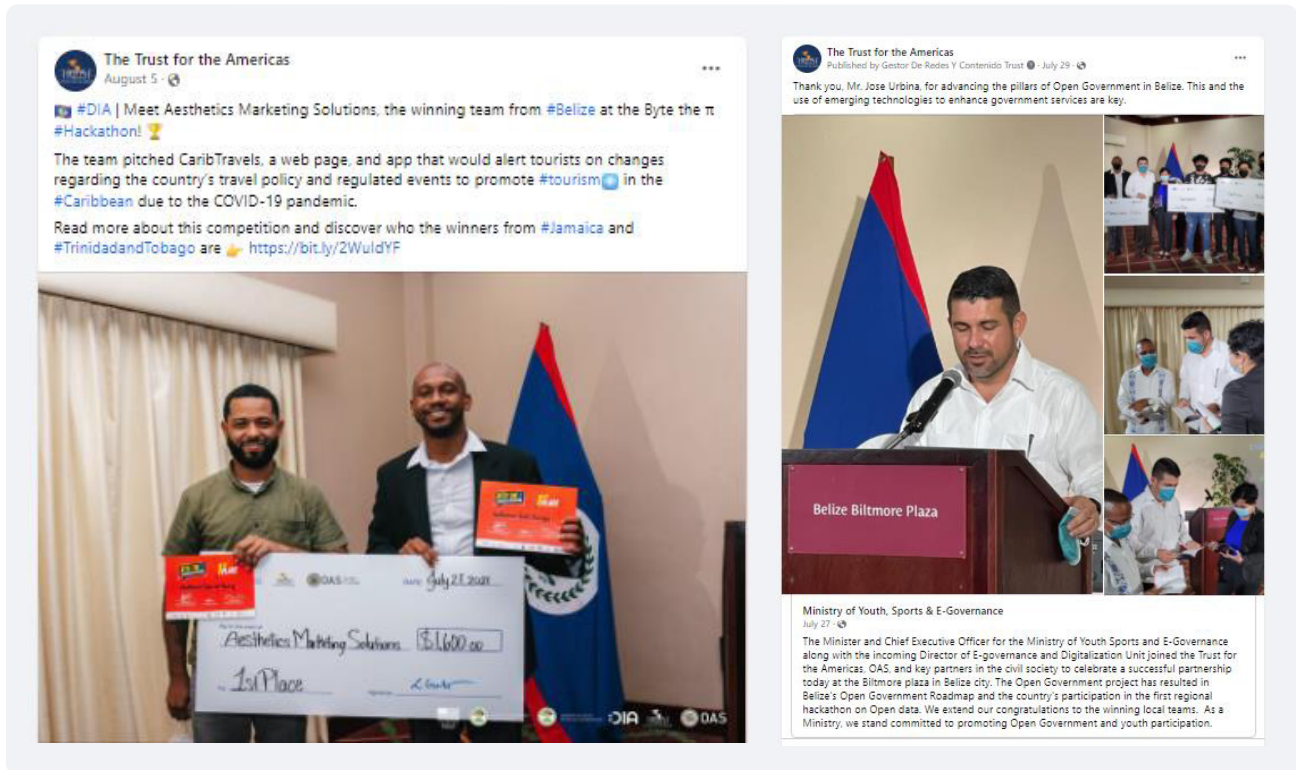 The Trust for the Americas
August 5 ·
#DIA | Meet Aesthetics Marketing Solutions, the winning team from #Belize at the Byte the π
#Hackathon!
The team pitched CaribTravels, a web page, and app that would alert tourists on changes
regarding the country's travel policy and regulated events to promote #tourism in the
#Caribbean due to the COVID-19 pandemic.
Read more about this competition and discover who the winners from #Jamaica and
#TrinidadandTobago are https://bit.ly/2WuldYF
OAS
July 27, 2021
Aesthetics Marketing Solutions $1,600.00
1st Place
DIA OAS
The Trust for the Americas
Published by Gestor De Redes Y Contenido Trust · July 29 ·
Thank you, Mr. Jose Urbina, for advancing the pillars of Open Government in Belize. This and the
use of emerging technologies to enhance government services are key.
Belize Biltmore Plaza
Ministry of Youth, Sports & E-Governance
July 27 ·
The Minister and Chief Executive Officer for the Ministry of Youth Sports and E-Governance
along with the incoming Director of E-governance and Digitalization Unit joined the Trust for
the Americas, OAS, and key partners in the civil society to celebrate a successful partnership
today at the Biltmore plaza in Belize city. The Open Government project has resulted in
Belize's Open Government Roadmap and the country's participation in the first regional
hackathon on Open data. We extend our congratulations to the winning local teams. As a
Ministry, we stand committed to promoting Open Government and youth participation.